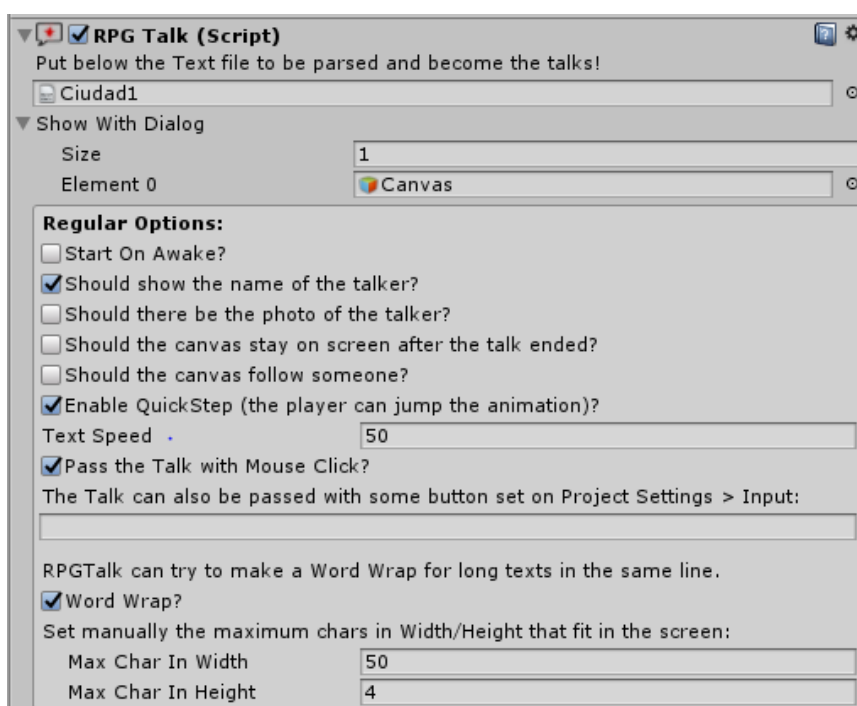 RPG Talk (Script)
Put below the Text file to be parsed and become the talks!
Ciudad1
Show With Dialog
Size 1
Element 0 Canvas
Regular Options:
Start On Awake?
Should show the name of the talker?
Should there be the photo of the talker?
Should the canvas stay on screen after the talk ended?
Should the canvas follow someone?
Enable QuickStep (the player can jump the animation)?
Text Speed 50
Pass the Talk with Mouse Click?
The Talk can also be passed with some button set on Project Settings > Input:
RPGTalk can try to make a Word Wrap for long texts in the same line.
Word Wrap?
Set manually the maximum chars in Width/Height that fit in the screen:
Max Char In Width 50
Max Char In Height 4